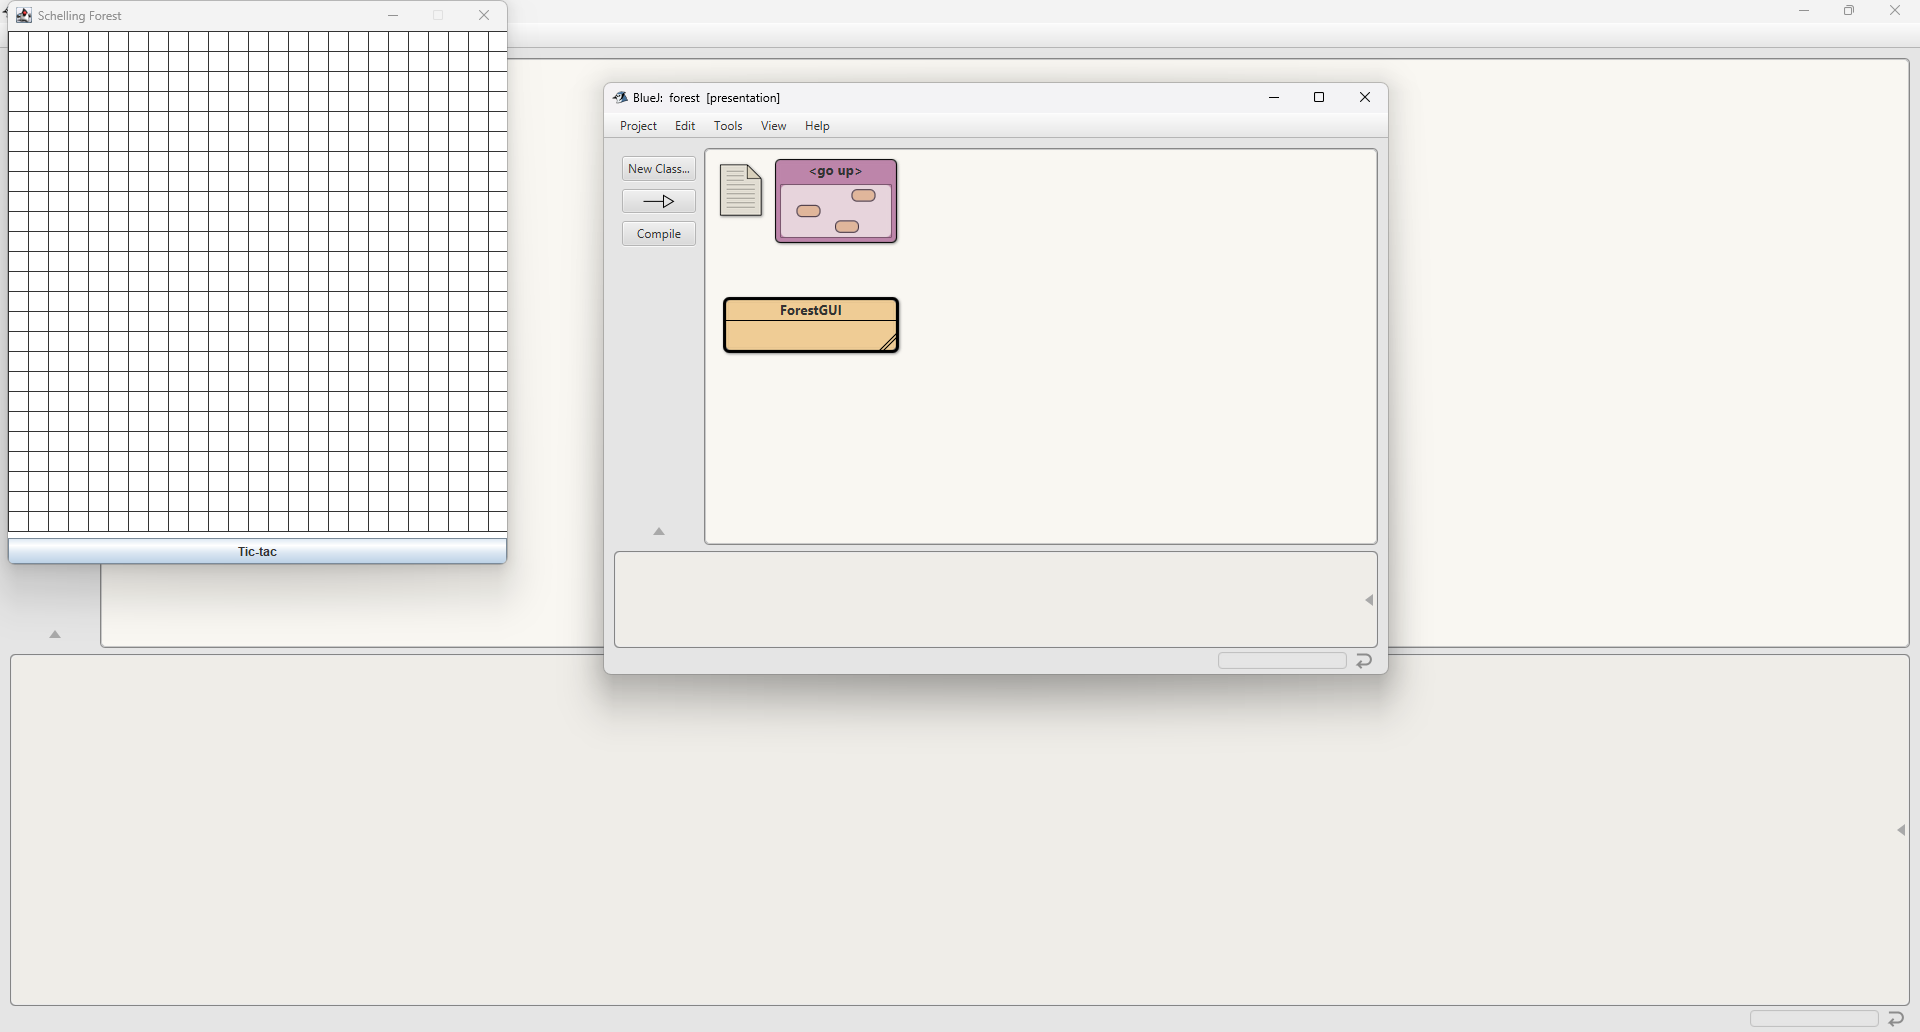 Schelling Forest
Tic-tac
BlueJ: forest [presentation]
Project Edit Tools View Help
New Class...
Compile
<go up>
ForestGUI